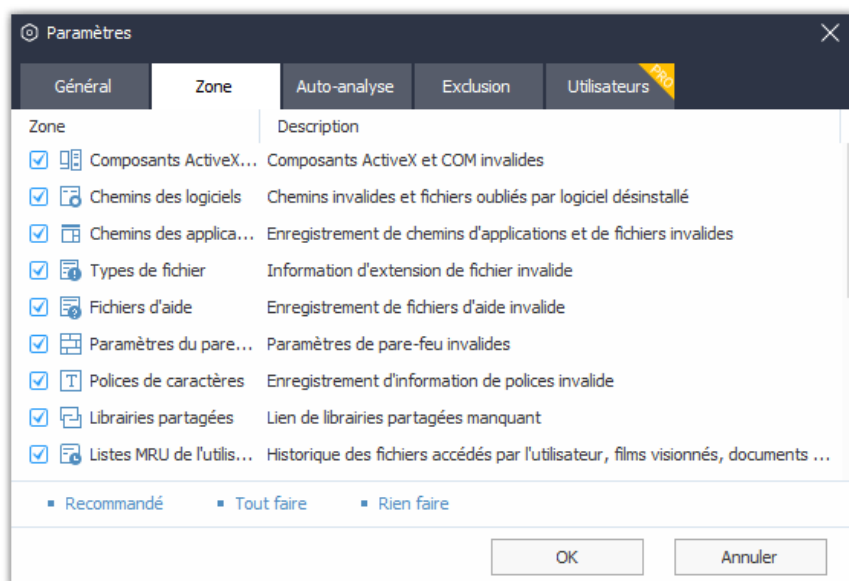 Paramètres
Général Zone Auto-analyse Exclusion Utilisateurs PRO
Zone Description
Composants ActiveX... Composants ActiveX et COM invalides
Chemins des logiciels Chemins invalides et fichiers oubliés par logiciel désinstallé
Chemins des applica... Enregistrement de chemins d'applications et de fichiers invalides
Types de fichier Information d'extension de fichier invalide
Fichiers d'aide Enregistrement de fichiers d'aide invalide
Paramètres du pare... Paramètres de pare-feu invalides
T Polices de caractères Enregistrement d'information de polices invalide
Librairies partagées Lien de librairies partagées manquant
Listes MRU de l'utilis... Historique des fichiers accédés par l'utilisateur, films visionnés, documents ...
Recommandé Tout faire Rien faire
OK Annuler